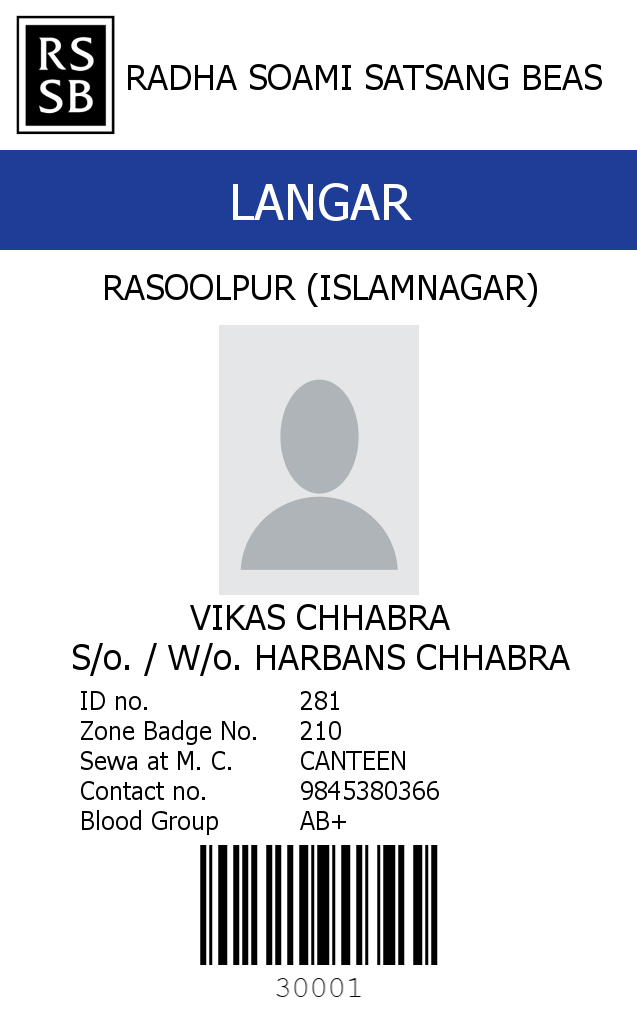 RS
SB
RADHA SOAMI SATSANG BEAS
LANGAR
RASOOLPUR (ISLAMNAGAR)
VIKAS CHHABRA
S/o. / W/o. HARBANS CHHABRA
ID no. 281
Zone Badge No. 210
Sewa at M. C. CANTEEN
Contact no. 9845380366
Blood Group AB+
30001